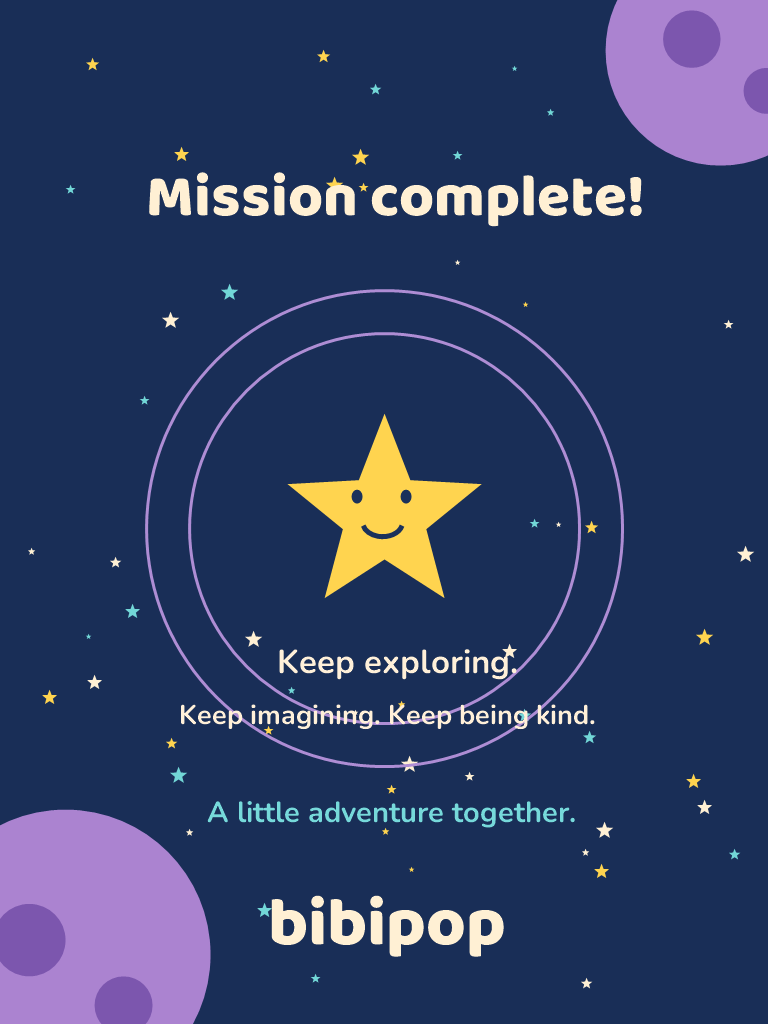 Mission complete!
Keep exploring.
Keep imagining. Keep being kind.
A little adventure together.
bibipop